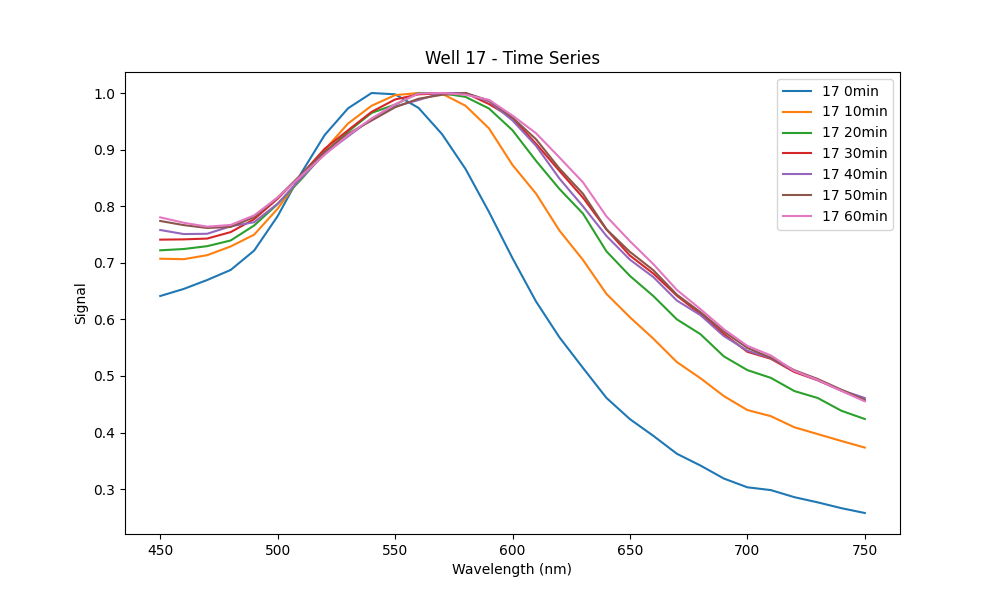 Well 17 - Time Series
17 0min
17 10min
17 20min
17 30min
17 40min
17 50min
17 60min
Signal
1.0
0.9
0.8
0.7
0.6
0.5
0.4
0.3
450 500 550 600 650 700 750
Wavelength (nm)